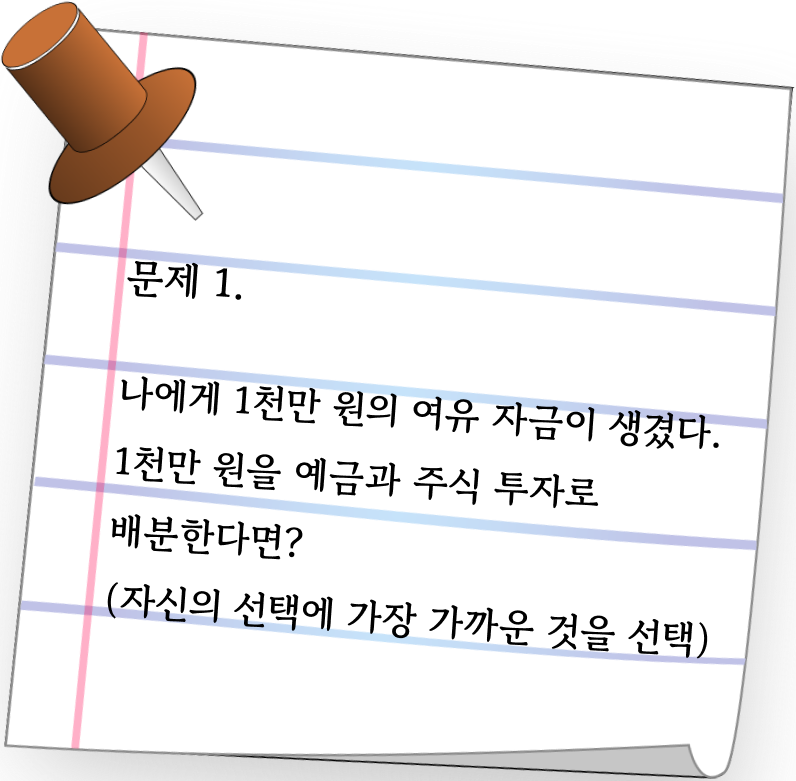 문제 1.
나에게 1천만 원의 여유 자금이 생겼다.
1천만 원을 예금과 주식 투자로
배분한다면?
(자신의 선택에 가장 가까운 것을 선택)